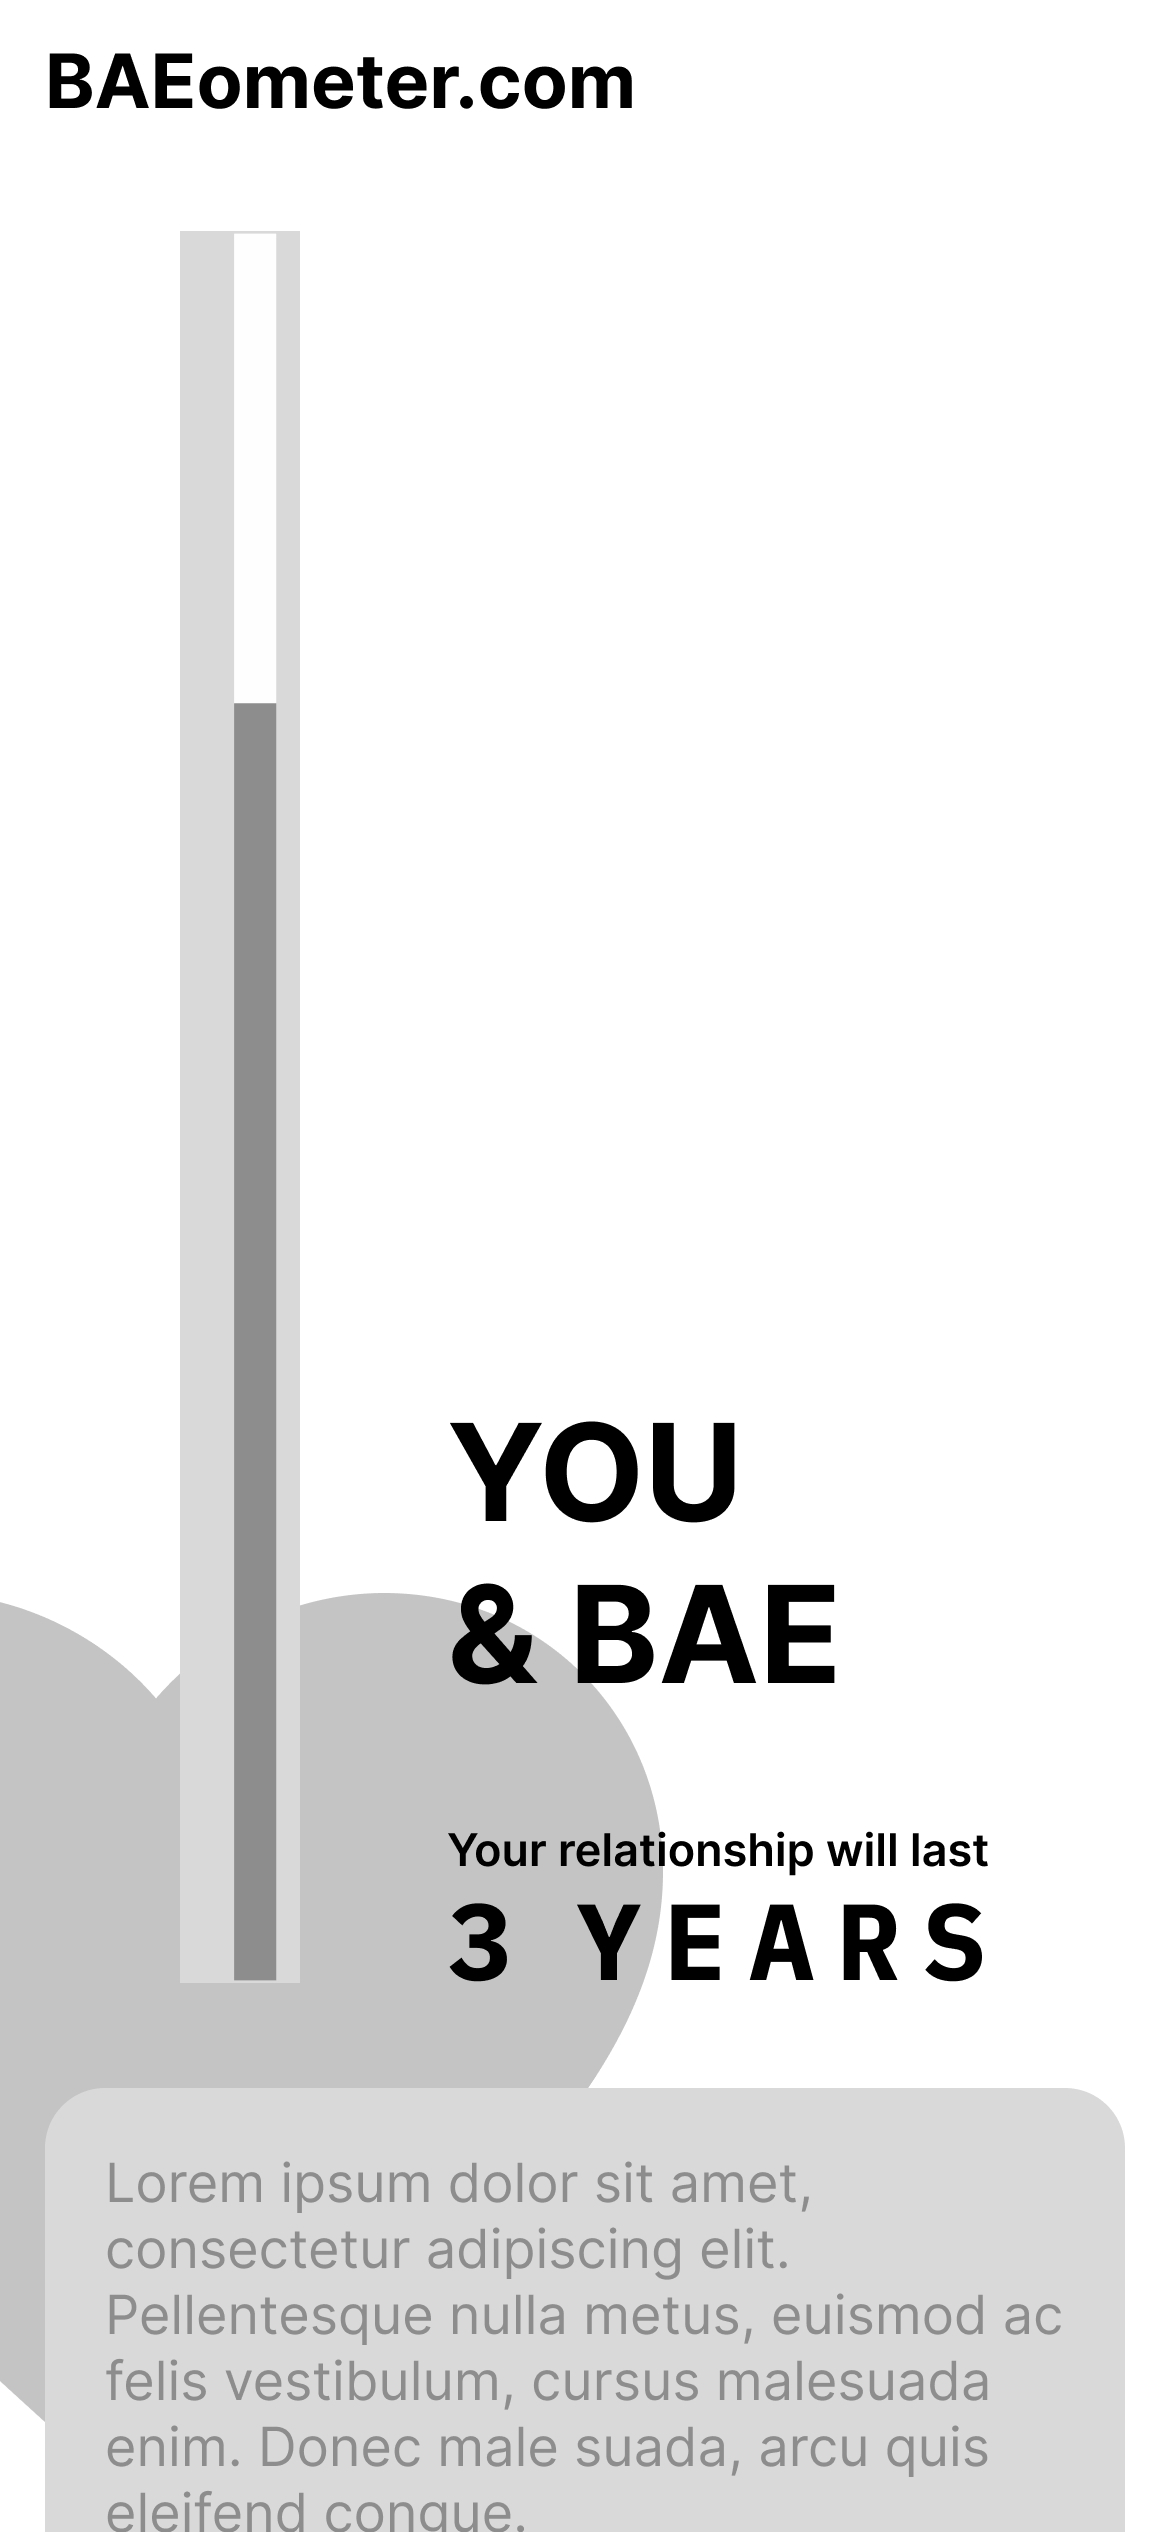 BAEometer.com
YOU
& BAE
Your relationship will last
3 YEARS
Lorem ipsum dolor sit amet,
consectetur adipiscing elit.
Pellentesque nulla metus, euismod ac
felis vestibulum, cursus malesuada
enim. Donec male suada, arcu quis
eleifend congue.